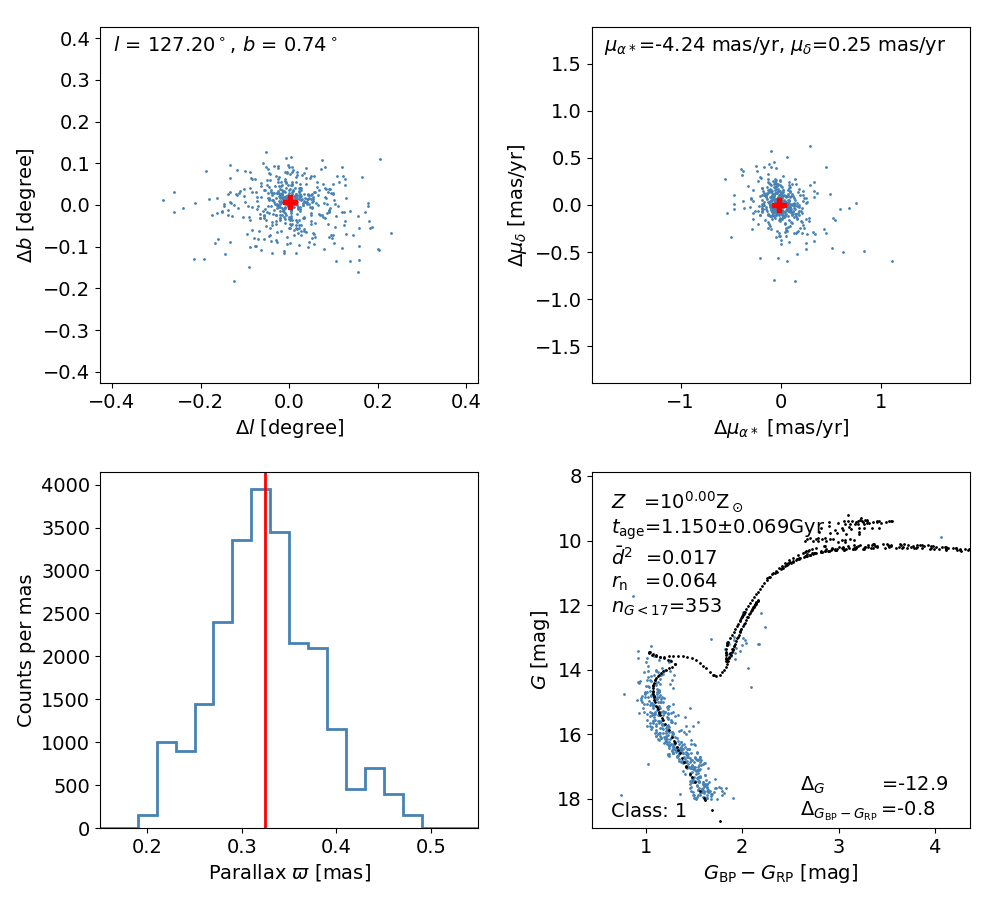 l = 127.20°, b = 0.74°
0.4
0.3
0.2
0.1
0.0
−0.1
−0.2
−0.3
−0.4
Δb [degree]
−0.4 −0.2 0.0 0.2 0.4
Δl [degree]
μα*=-4.24 mas/yr, μδ=0.25 mas/yr
1.5
1.0
0.5
0.0
−0.5
−1.0
−1.5
Δμδ [mas/yr]
−1 0 1
Δμα* [mas/yr]
4000
3500
3000
2500
2000
1500
1000
500
0
Counts per mas
0.2 0.3 0.4 0.5
Parallax ϖ [mas]
8
10
12
14
16
18
G [mag]
Z =10^0.00 Z⊙
t_age=1.150±0.069Gyr
d̄² =0.017
r_n =0.064
n_G<17=353
Δ_G =-12.9
Δ_G_BP−G_RP =-0.8
Class: 1
1 2 3 4
G_BP − G_RP [mag]